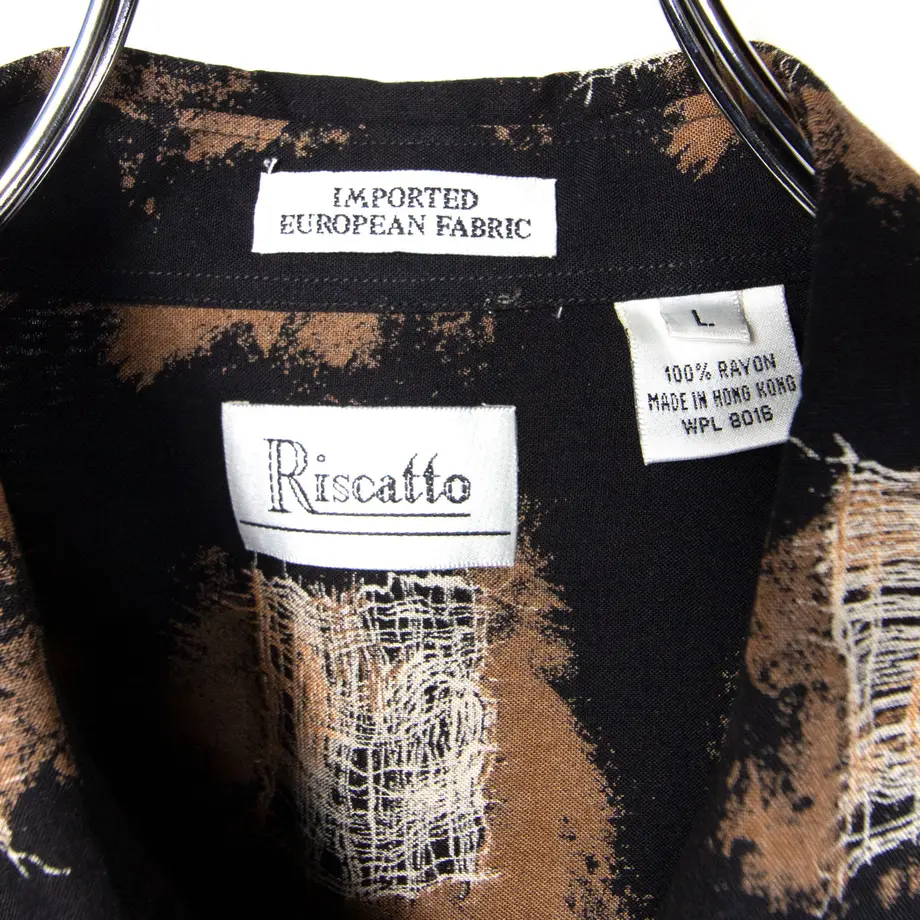 IMPORTED
EUROPEAN FABRIC
L.
100% RAYON
MADE IN HONG KONG
WPL 8016
Riscatto